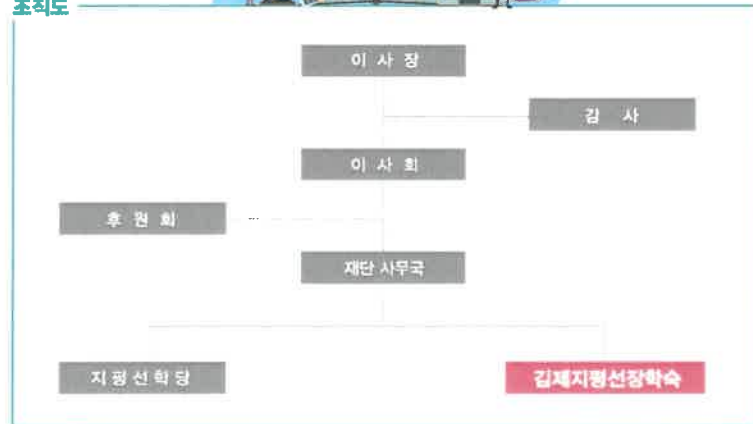 조직도
이 사 장
감 사
이 사 회
후 원 회
재단 사무국
지 평 선 학 당
김제지평선장학숙